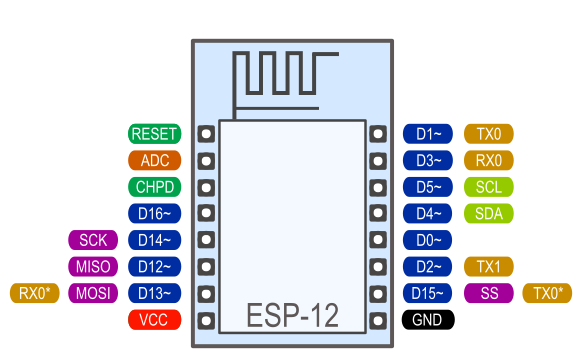 RESET D1~ TX0
ADC D3~ RX0
CHPD D5~ SCL
D16~ D4~ SDA
SCK D14~ D0~
MISO D12~ D2~ TX1
RX0* MOSI D13~ D15~ SS TX0*
VCC ESP-12 GND